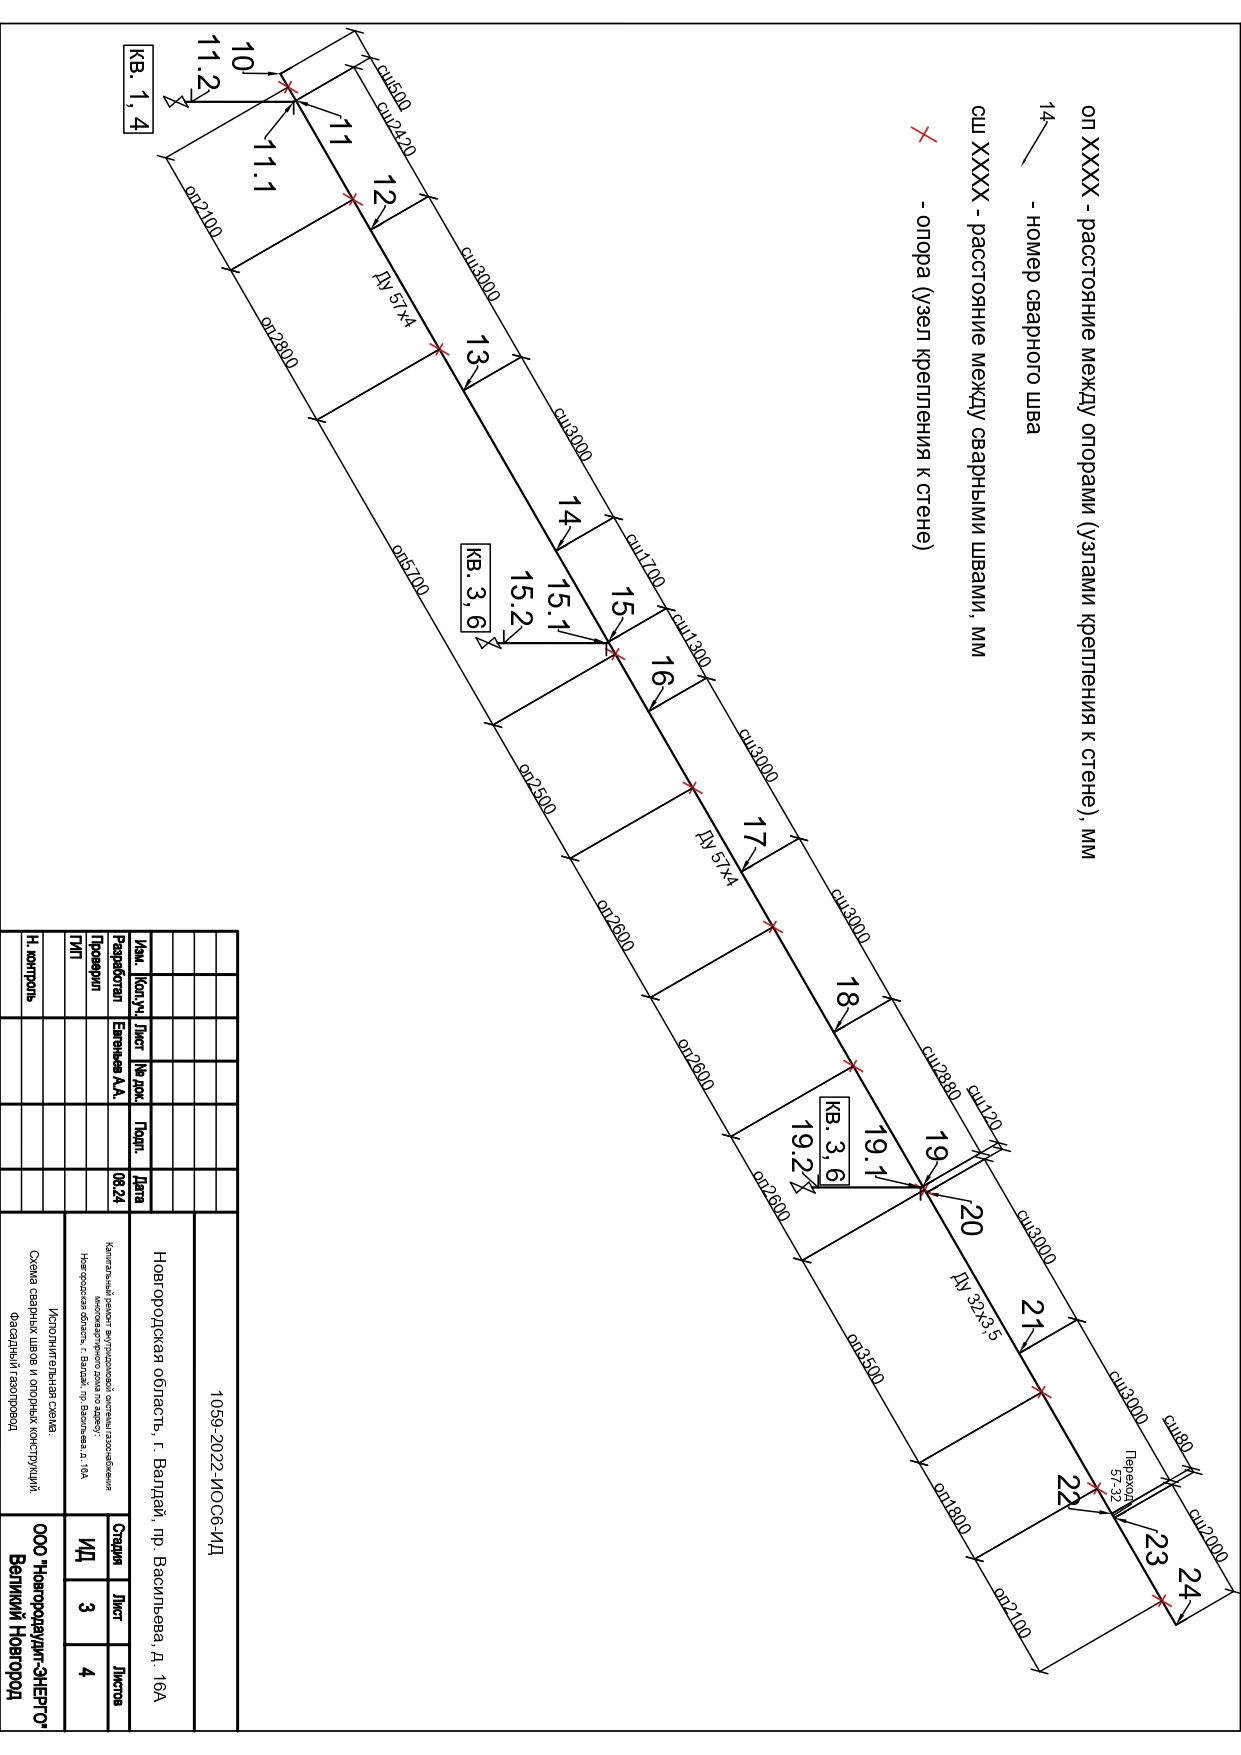 оп XXXX - расстояние между опорами (узлами крепления к стене), мм
14 - номер сварного шва
сш XXXX - расстояние между сварными швами, мм
- опора (узел крепления к стене)
сш500
сш2420
сш3000
сш3000
сш1700
сш1300
сш3000
сш3000
сш2880
сш120
сш3000
сш3000
сш80
сш2000
10
11
11.1
11.2
кв. 1, 4
12
13
14
15
15.1
15.2
кв. 3, 6
16
17
18
19
19.1
19.2
кв. 3, 6
20
21
22
23
24
Ду 57х4
Ду 57х4
Ду 32х3,5
Переход
57-32
оп2100
оп2800
оп5700
оп2500
оп2600
оп2600
оп2600
оп3500
оп1800
оп2100
1059-2022-ИОС6-ИД
Новгородская область, г. Валдай, пр. Васильева, д. 16А
Изм. Кол.уч. Лист № док. Подп. Дата
Разработал Евгеньев А.А. 08.24
Проверил
ГИП
Н. контроль
Капитальный ремонт внутридомовой системы газоснабжения
многоквартирного дома по адресу:
Новгородская область, г. Валдай, пр. Васильева, д. 16А
Стадия Лист Листов
ИД 3 4
Исполнительная схема.
Схема сварных швов и опорных конструкций.
Фасадный газопровод
ООО "Новгородаудит-ЭНЕРГО"
Великий Новгород